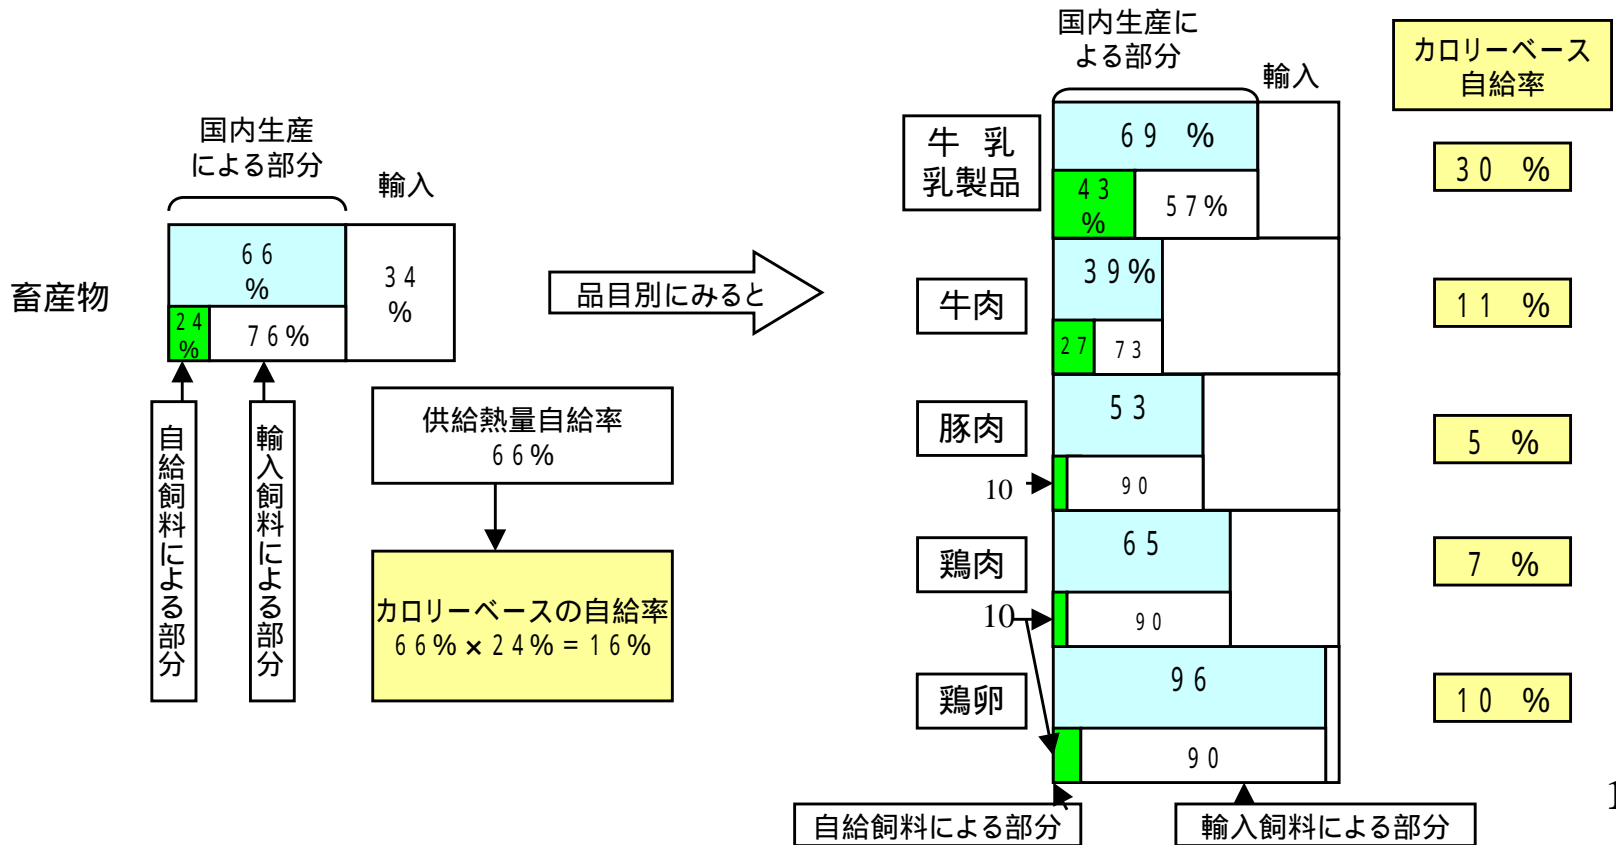 国内生産
による部分
輸入
畜産物
66
%
34
%
24
%
76%
自給飼料による部分
輸入飼料による部分
供給熱量自給率
66%
カロリーベースの自給率
66%×24%=16%
品目別にみると
国内生産に
よる部分
輸入
カロリーベース
自給率
牛 乳
乳製品
69 %
43
%
57%
30 %
牛肉
39%
27
73
11 %
豚肉
53
10
90
5 %
鶏肉
65
10
90
7 %
鶏卵
96
90
10 %
自給飼料による部分
輸入飼料による部分
1